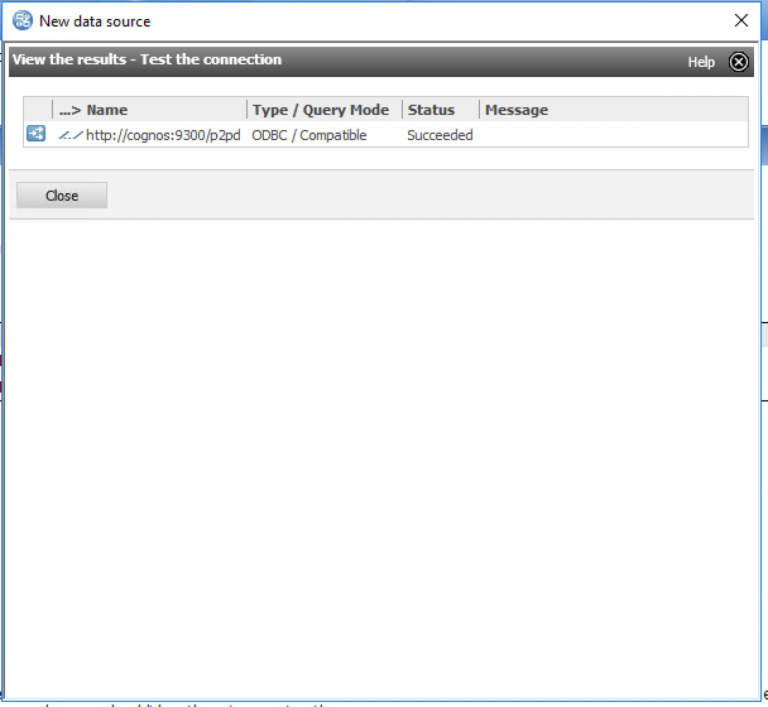 New data source
View the results - Test the connection
Help
...> Name Type / Query Mode Status Message
http://cognos:9300/p2pd ODBC / Compatible Succeeded
Close